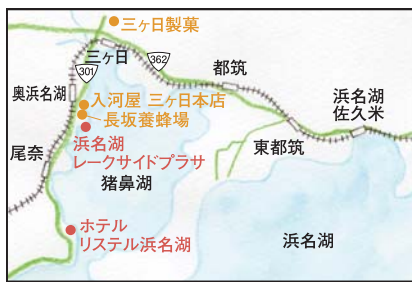 三ヶ日製菓
三ヶ日
301
362
都筑
奥浜名湖
入河屋 三ヶ日本店
長坂養蜂場
浜名湖
佐久米
浜名湖
レークサイドプラザ
東都筑
尾奈
猪鼻湖
ホテル
リステル浜名湖
浜名湖